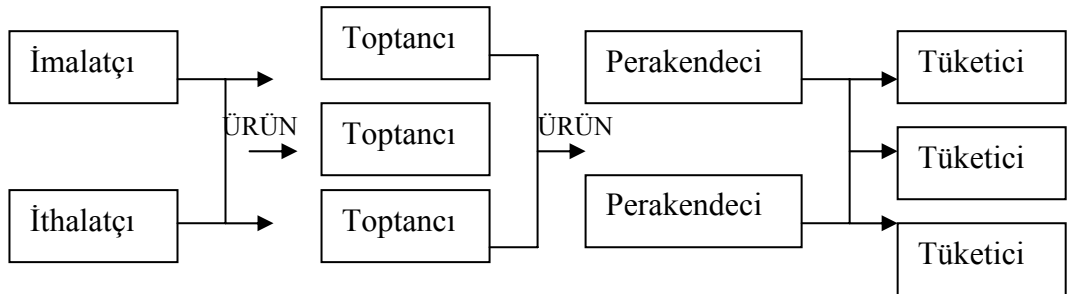 İmalatçı
İthalatçı
ÜRÜN
Toptancı
Toptancı
Toptancı
ÜRÜN
Perakendeci
Perakendeci
Tüketici
Tüketici
Tüketici